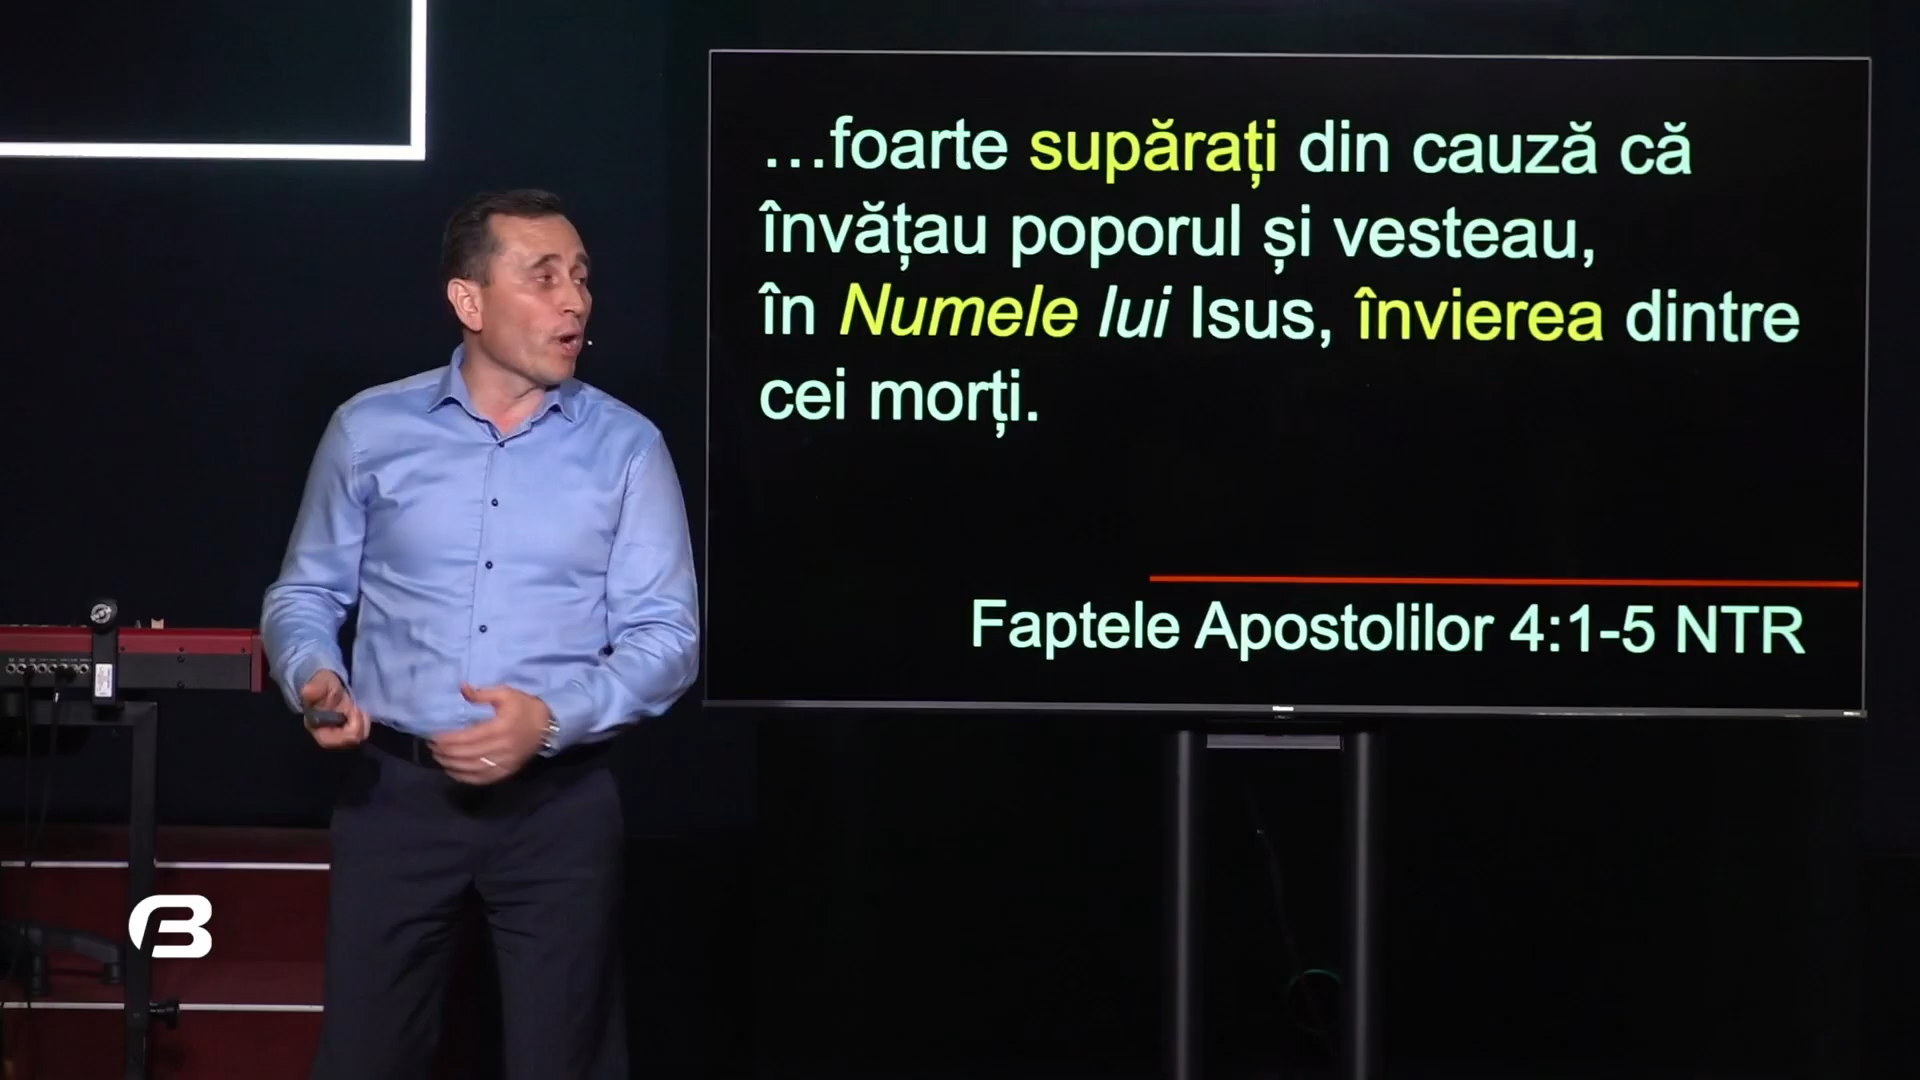 …foarte supărați din cauză că
învățau poporul și vesteau,
în Numele lui Isus, învierea dintre
cei morți.
Faptele Apostolilor 4:1-5 NTR